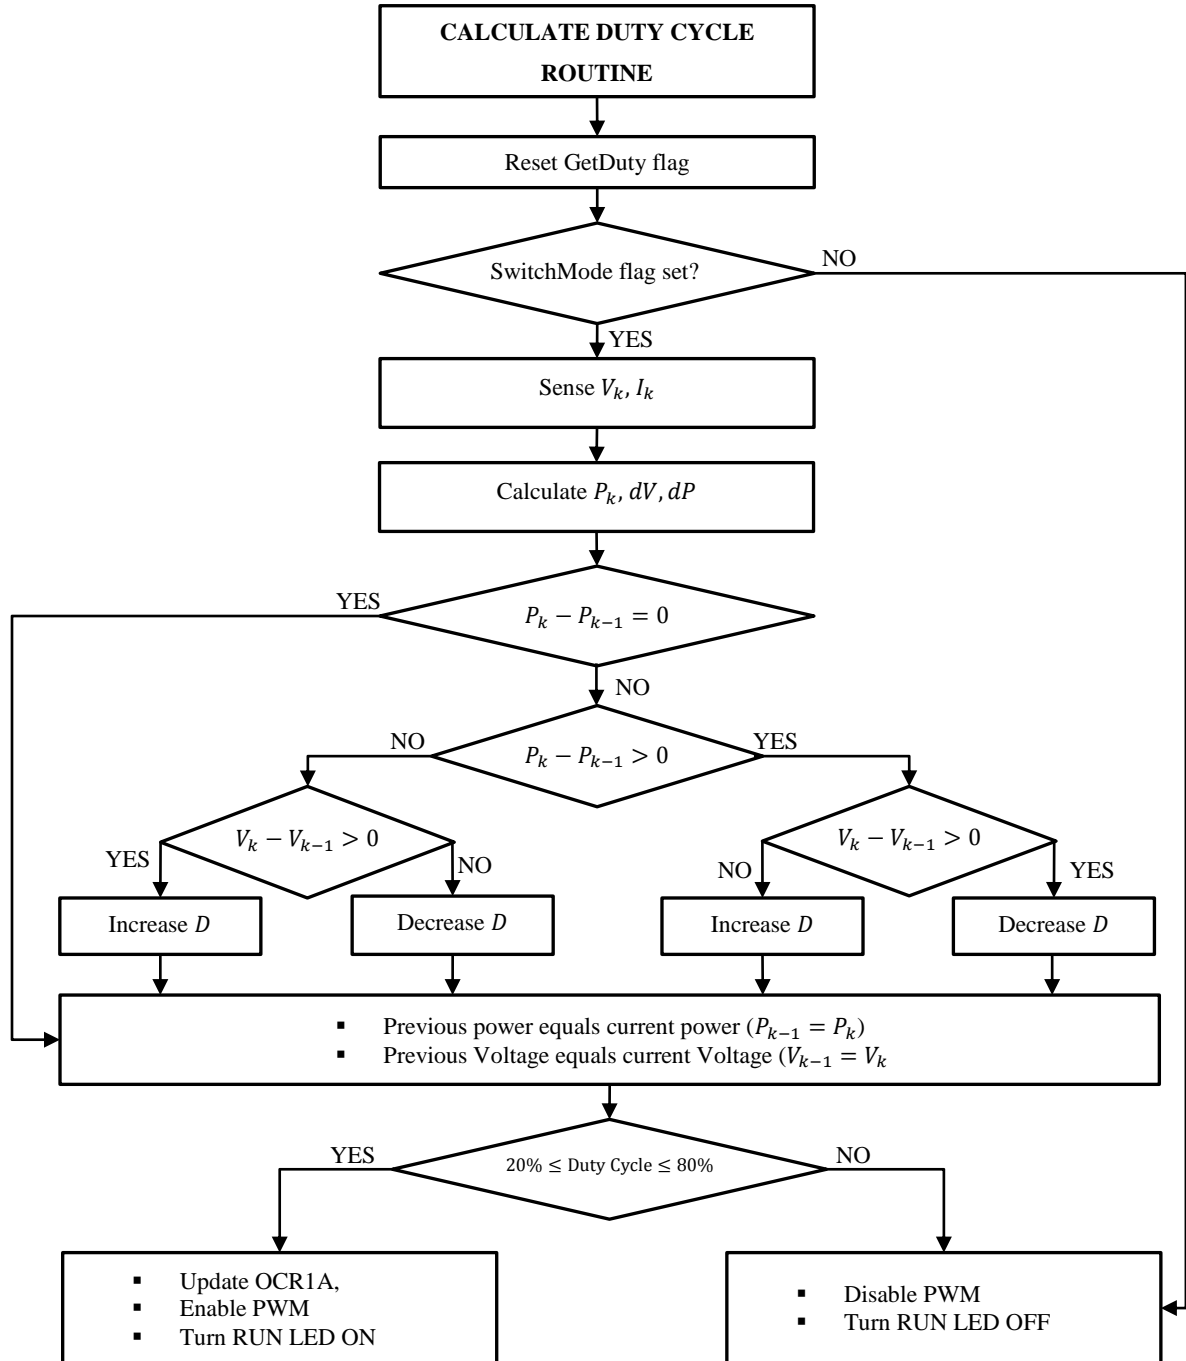 CALCULATE DUTY CYCLE
ROUTINE
Reset GetDuty flag
SwitchMode flag set?
NO
YES
Sense V_k, I_k
Calculate P_k, dV, dP
YES
P_k − P_{k−1} = 0
NO
NO
P_k − P_{k−1} > 0
YES
V_k − V_{k−1} > 0
V_k − V_{k−1} > 0
YES
NO
NO
YES
Increase D
Decrease D
Increase D
Decrease D
▪ Previous power equals current power (P_{k−1} = P_k)
▪ Previous Voltage equals current Voltage (V_{k−1} = V_k
YES
20% ≤ Duty Cycle ≤ 80%
NO
▪ Update OCR1A,
▪ Enable PWM
▪ Turn RUN LED ON
▪ Disable PWM
▪ Turn RUN LED OFF